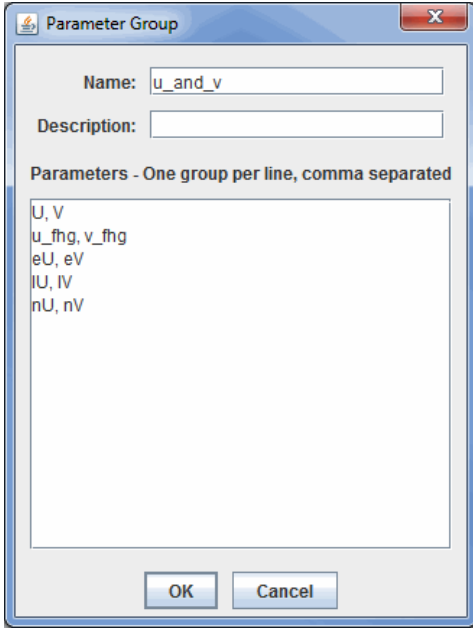 Parameter Group
Name: u_and_v
Description:
Parameters - One group per line, comma separated
U, V
u_fhg, v_fhg
eU, eV
lU, lV
nU, nV
OK Cancel